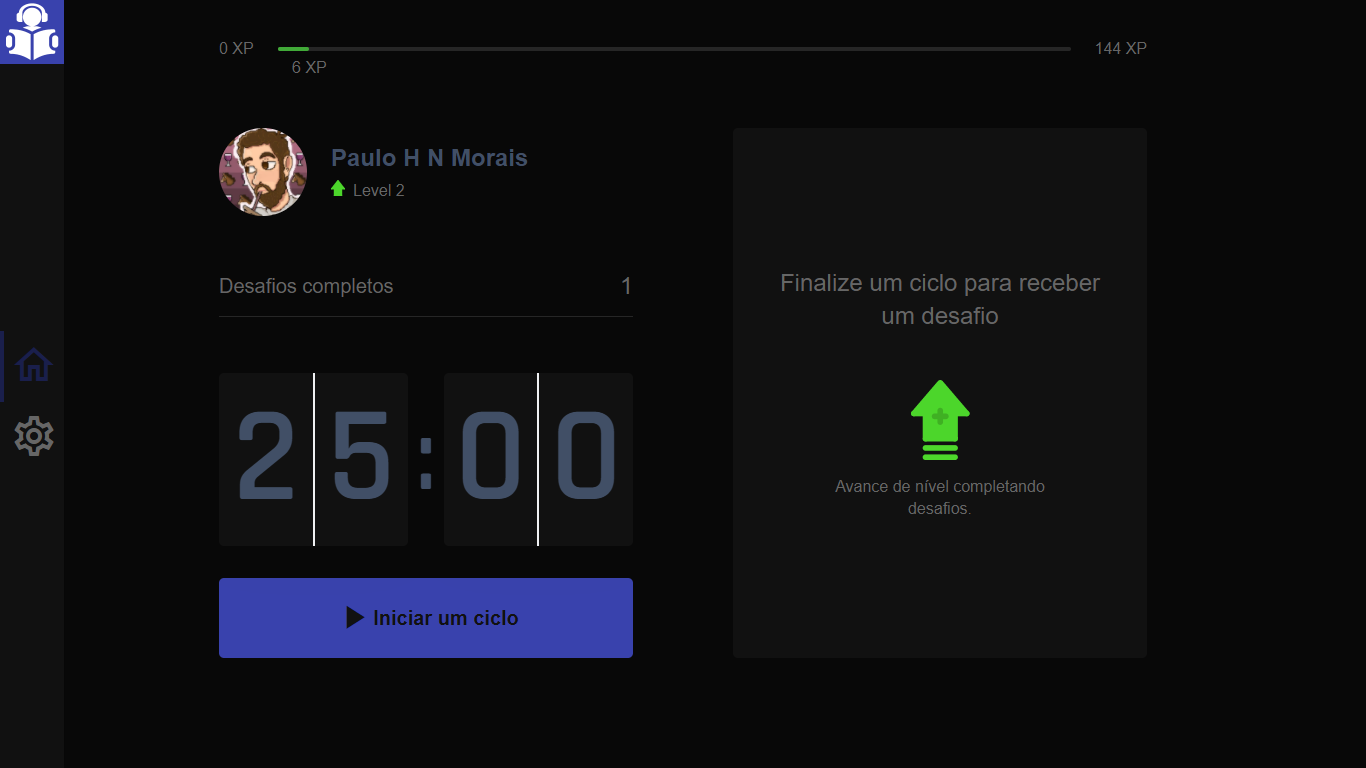 0 XP
144 XP
6 XP
Paulo H N Morais
Level 2
Desafios completos
1
25:00
Iniciar um ciclo
Finalize um ciclo para receber
um desafio
Avance de nível completando
desafios.